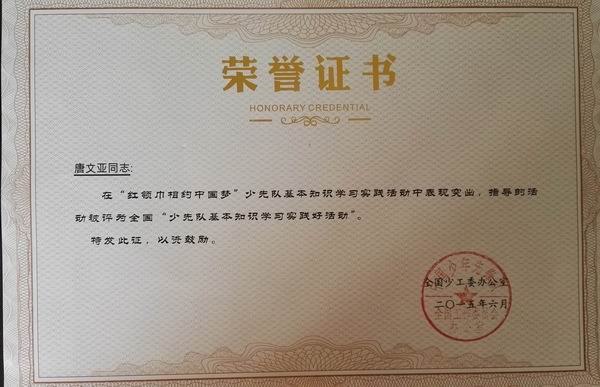 荣誉证书
HONORARY CREDENTIAL
唐文亚同志:
在“红领巾相约中国梦”少先队基本知识学习实践活动中表现突出，指导的活
动被评为全国“少先队基本知识学习实践好活动”。
特发此证，以资鼓励。
全国少工委办公室
二〇一五年六月